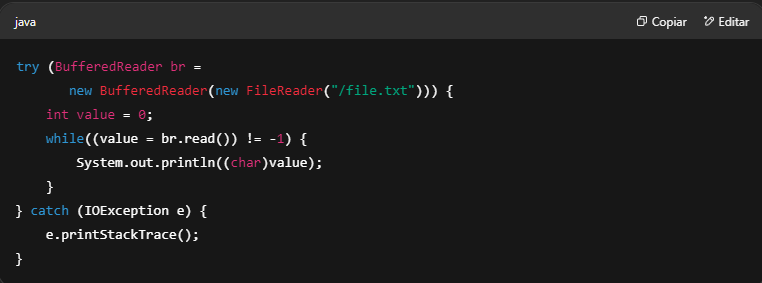 java
Copiar
Editar
try (BufferedReader br =
        new BufferedReader(new FileReader("/file.txt"))) {
    int value = 0;
    while((value = br.read()) != -1) {
        System.out.println((char)value);
    }
} catch (IOException e) {
    e.printStackTrace();
}